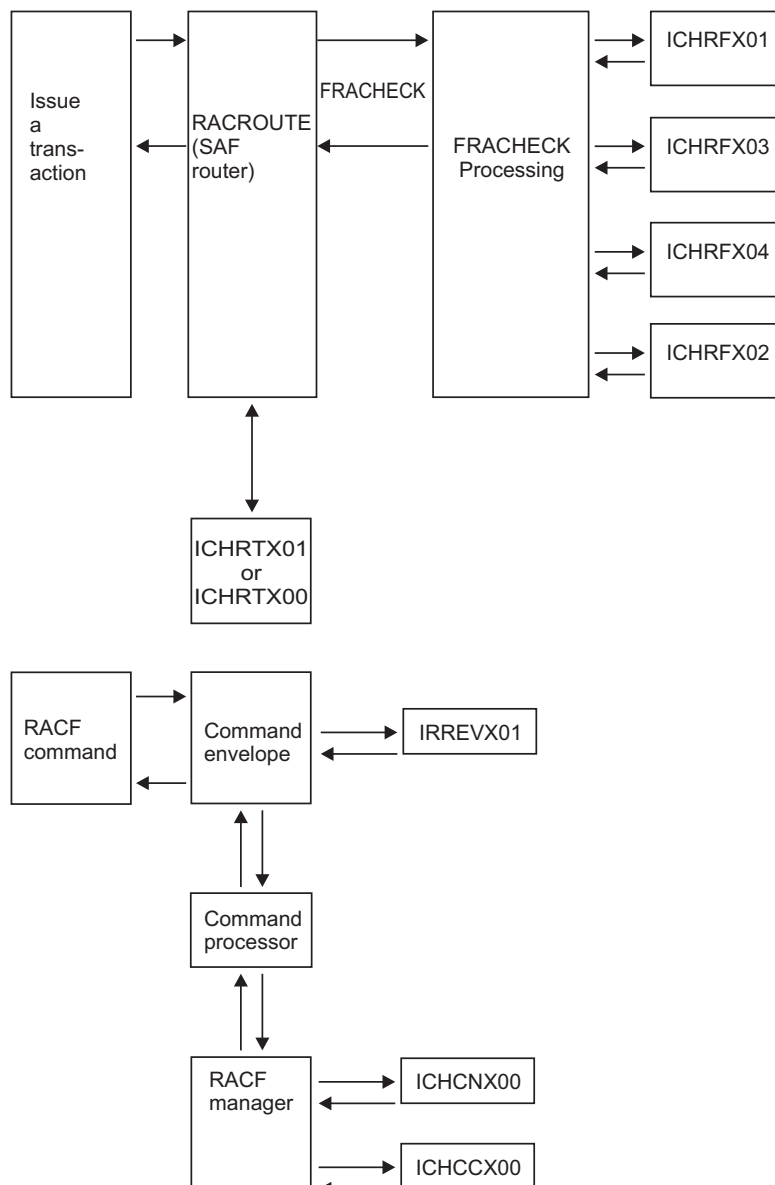 Issue
a
trans-
action
RACROUTE
(SAF
router)
FRACHECK
FRACHECK
Processing
ICHRFX01
ICHRFX03
ICHRFX04
ICHRFX02
ICHRTX01
or
ICHRTX00
RACF
command
Command
envelope
IRREVX01
Command
processor
RACF
manager
ICHCNX00
ICHCCX00